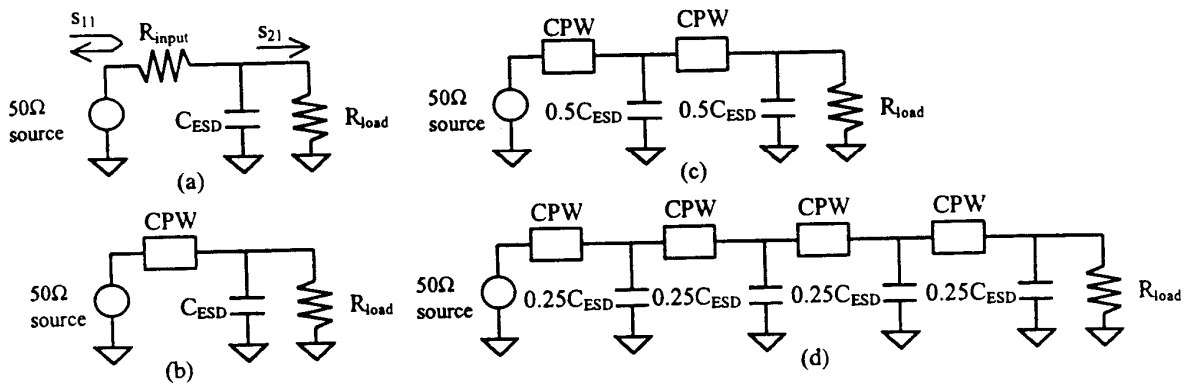 s11
Rinput
s21
50Ω
source
CESD
Rload
(a)
CPW
50Ω
source
CESD
Rload
(b)
CPW
CPW
50Ω
source
0.5CESD
0.5CESD
Rload
(c)
CPW
CPW
CPW
CPW
50Ω
source
0.25CESD
0.25CESD
0.25CESD
0.25CESD
Rload
(d)